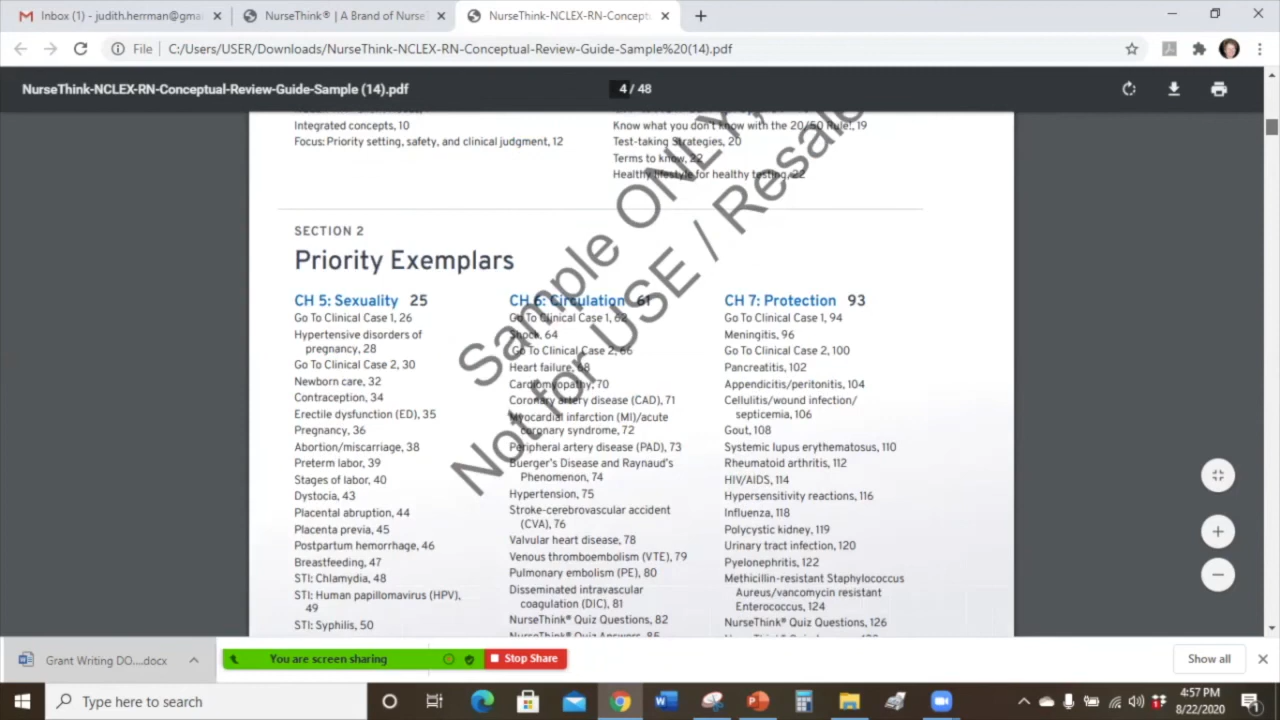 Inbox (1) - judith.herrman@gma
NurseThink® | A Brand of Nurse
NurseThink-NCLEX-RN-Concept
File
C:/Users/USER/Downloads/NurseThink-NCLEX-RN-Conceptual-Review-Guide-Sample%20(14).pdf
NurseThink-NCLEX-RN-Conceptual-Review-Guide-Sample (14).pdf
4 / 48
Integrated concepts, 10
Focus: Priority setting, safety, and clinical judgment, 12
Know what you don't know with the 20/50 Rule!, 19
Test-taking Strategies, 20
Terms to know, 22
Healthy lifestyle for healthy testing, 22
Sample ONLY,
Not for USE / Resale
SECTION 2
Priority Exemplars
CH 5: Sexuality 25
Go To Clinical Case 1, 26
Hypertensive disorders of
pregnancy, 28
Go To Clinical Case 2, 30
Newborn care, 32
Contraception, 34
Erectile dysfunction (ED), 35
Pregnancy, 36
Abortion/miscarriage, 38
Preterm labor, 39
Stages of labor, 40
Dystocia, 43
Placental abruption, 44
Placenta previa, 45
Postpartum hemorrhage, 46
Breastfeeding, 47
STI: Chlamydia, 48
STI: Human papillomavirus (HPV),
49
STI: Syphilis, 50
CH 6: Circulation 61
Go To Clinical Case 1, 62
Shock, 64
Go To Clinical Case 2, 66
Heart failure, 68
Cardiomyopathy, 70
Coronary artery disease (CAD), 71
Myocardial infarction (MI)/acute
coronary syndrome, 72
Peripheral artery disease (PAD), 73
Buerger's Disease and Raynaud's
Phenomenon, 74
Hypertension, 75
Stroke-cerebrovascular accident
(CVA), 76
Valvular heart disease, 78
Venous thromboembolism (VTE), 79
Pulmonary embolism (PE), 80
Disseminated intravascular
coagulation (DIC), 81
NurseThink® Quiz Questions, 82
NurseThink® Quiz Answers, 85
CH 7: Protection 93
Go To Clinical Case 1, 94
Meningitis, 96
Go To Clinical Case 2, 100
Pancreatitis, 102
Appendicitis/peritonitis, 104
Cellulitis/wound infection/
septicemia, 106
Gout, 108
Systemic lupus erythematosus, 110
Rheumatoid arthritis, 112
HIV/AIDS, 114
Hypersensitivity reactions, 116
Influenza, 118
Polycystic kidney, 119
Urinary tract infection, 120
Pyelonephritis, 122
Methicillin-resistant Staphylococcus
Aureus/vancomycin resistant
Enterococcus, 124
NurseThink® Quiz Questions, 126
Grant Writing DO....docx
You are screen sharing
Stop Share
Show all
Type here to search
4:57 PM
8/22/2020
1